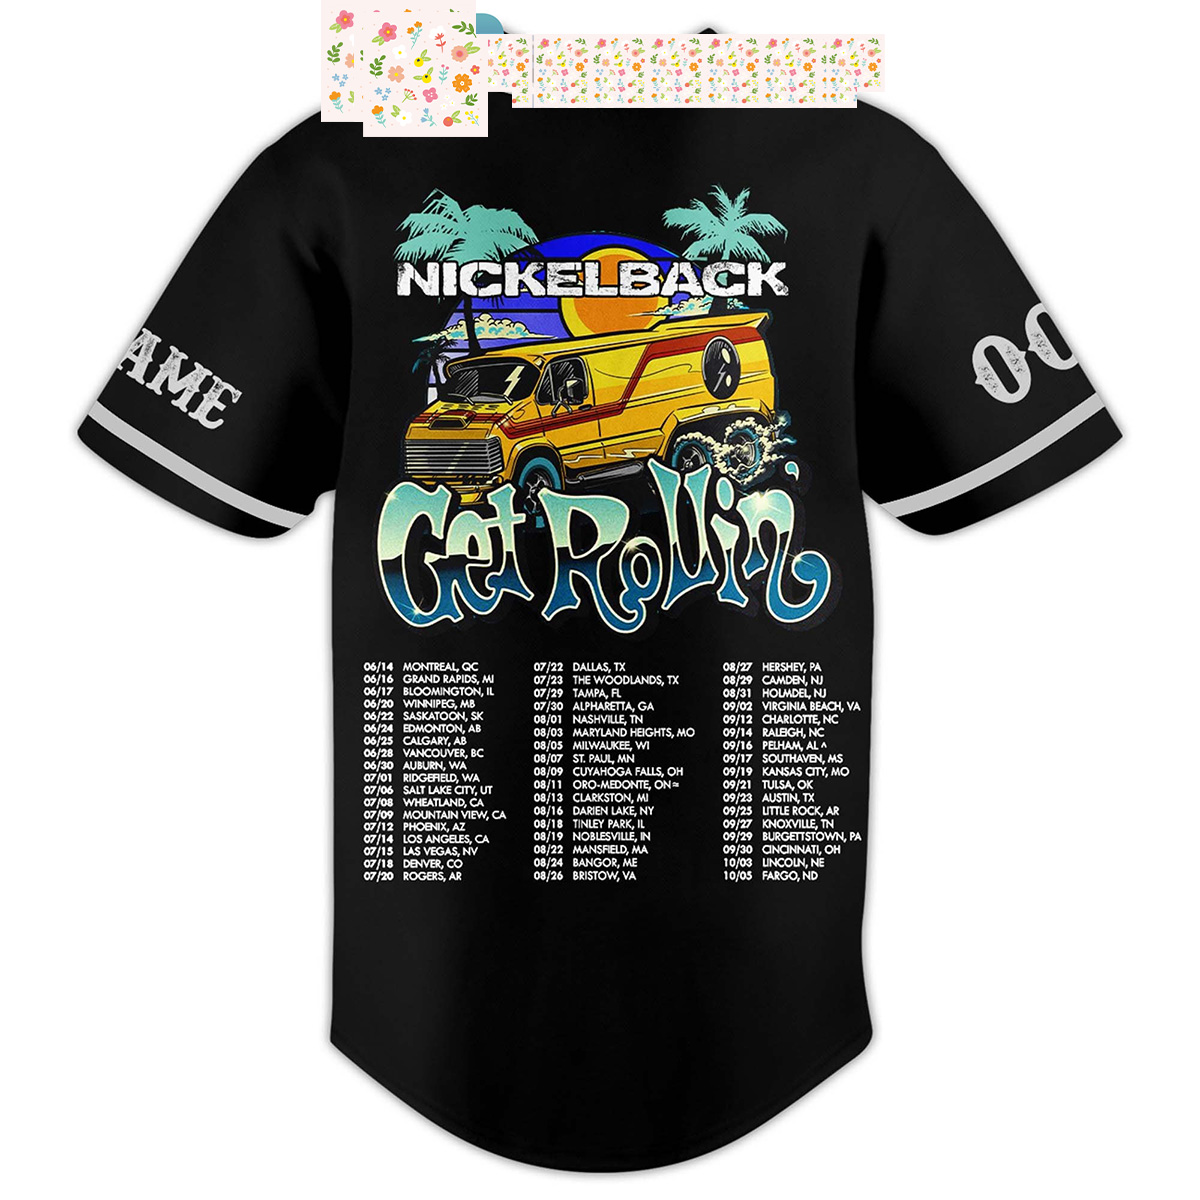 NICKELBACK
AME
00
Get Rollin'
06/14 MONTREAL, QC
06/16 GRAND RAPIDS, MI
06/17 BLOOMINGTON, IL
06/20 WINNIPEG, MB
06/22 SASKATOON, SK
06/24 EDMONTON, AB
06/25 CALGARY, AB
06/28 VANCOUVER, BC
06/30 AUBURN, WA
07/01 RIDGEFIELD, WA
07/06 SALT LAKE CITY, UT
07/08 WHEATLAND, CA
07/09 MOUNTAIN VIEW, CA
07/12 PHOENIX, AZ
07/14 LOS ANGELES, CA
07/15 LAS VEGAS, NV
07/18 DENVER, CO
07/20 ROGERS, AR
07/22 DALLAS, TX
07/23 THE WOODLANDS, TX
07/29 TAMPA, FL
07/30 ALPHARETTA, GA
08/01 NASHVILLE, TN
08/03 MARYLAND HEIGHTS, MO
08/05 MILWAUKEE, WI
08/07 ST. PAUL, MN
08/09 CUYAHOGA FALLS, OH
08/11 ORO-MEDONTE, ON≈
08/13 CLARKSTON, MI
08/16 DARIEN LAKE, NY
08/18 TINLEY PARK, IL
08/19 NOBLESVILLE, IN
08/22 MANSFIELD, MA
08/24 BANGOR, ME
08/26 BRISTOW, VA
08/27 HERSHEY, PA
08/29 CAMDEN, NJ
08/31 HOLMDEL, NJ
09/02 VIRGINIA BEACH, VA
09/12 CHARLOTTE, NC
09/14 RALEIGH, NC
09/16 PELHAM, AL ^
09/17 SOUTHAVEN, MS
09/19 KANSAS CITY, MO
09/21 TULSA, OK
09/23 AUSTIN, TX
09/25 LITTLE ROCK, AR
09/27 KNOXVILLE, TN
09/29 BURGETTSTOWN, PA
09/30 CINCINNATI, OH
10/03 LINCOLN, NE
10/05 FARGO, ND